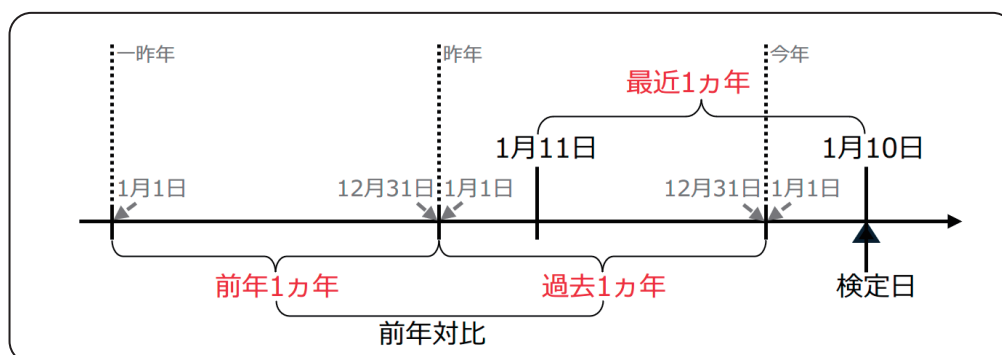 一昨年
昨年
今年
最近1ヵ年
1月11日
1月10日
1月1日
12月31日
1月1日
12月31日
1月1日
前年1ヵ年
過去1ヵ年
検定日
前年対比